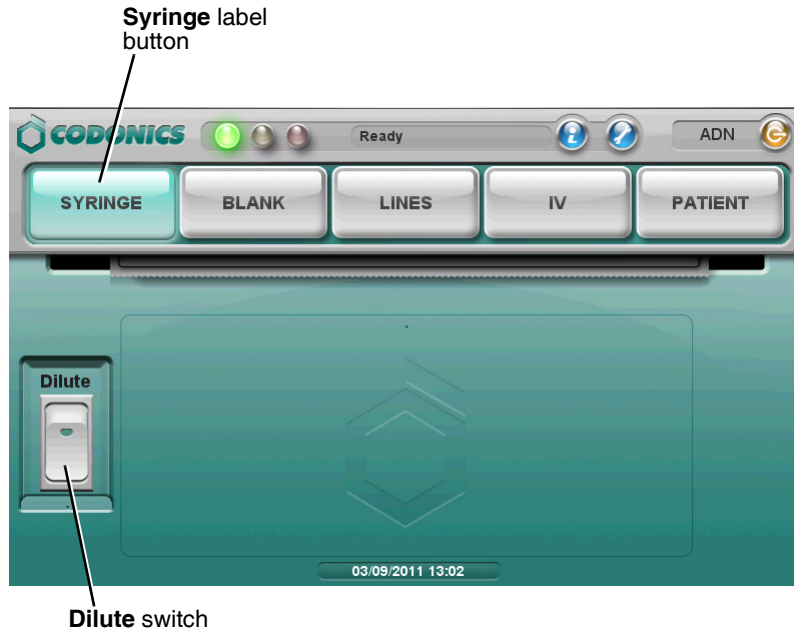 Syringe label
button
CODONICS
Ready
ADN
SYRINGE
BLANK
LINES
IV
PATIENT
Dilute
03/09/2011 13:02
Dilute switch